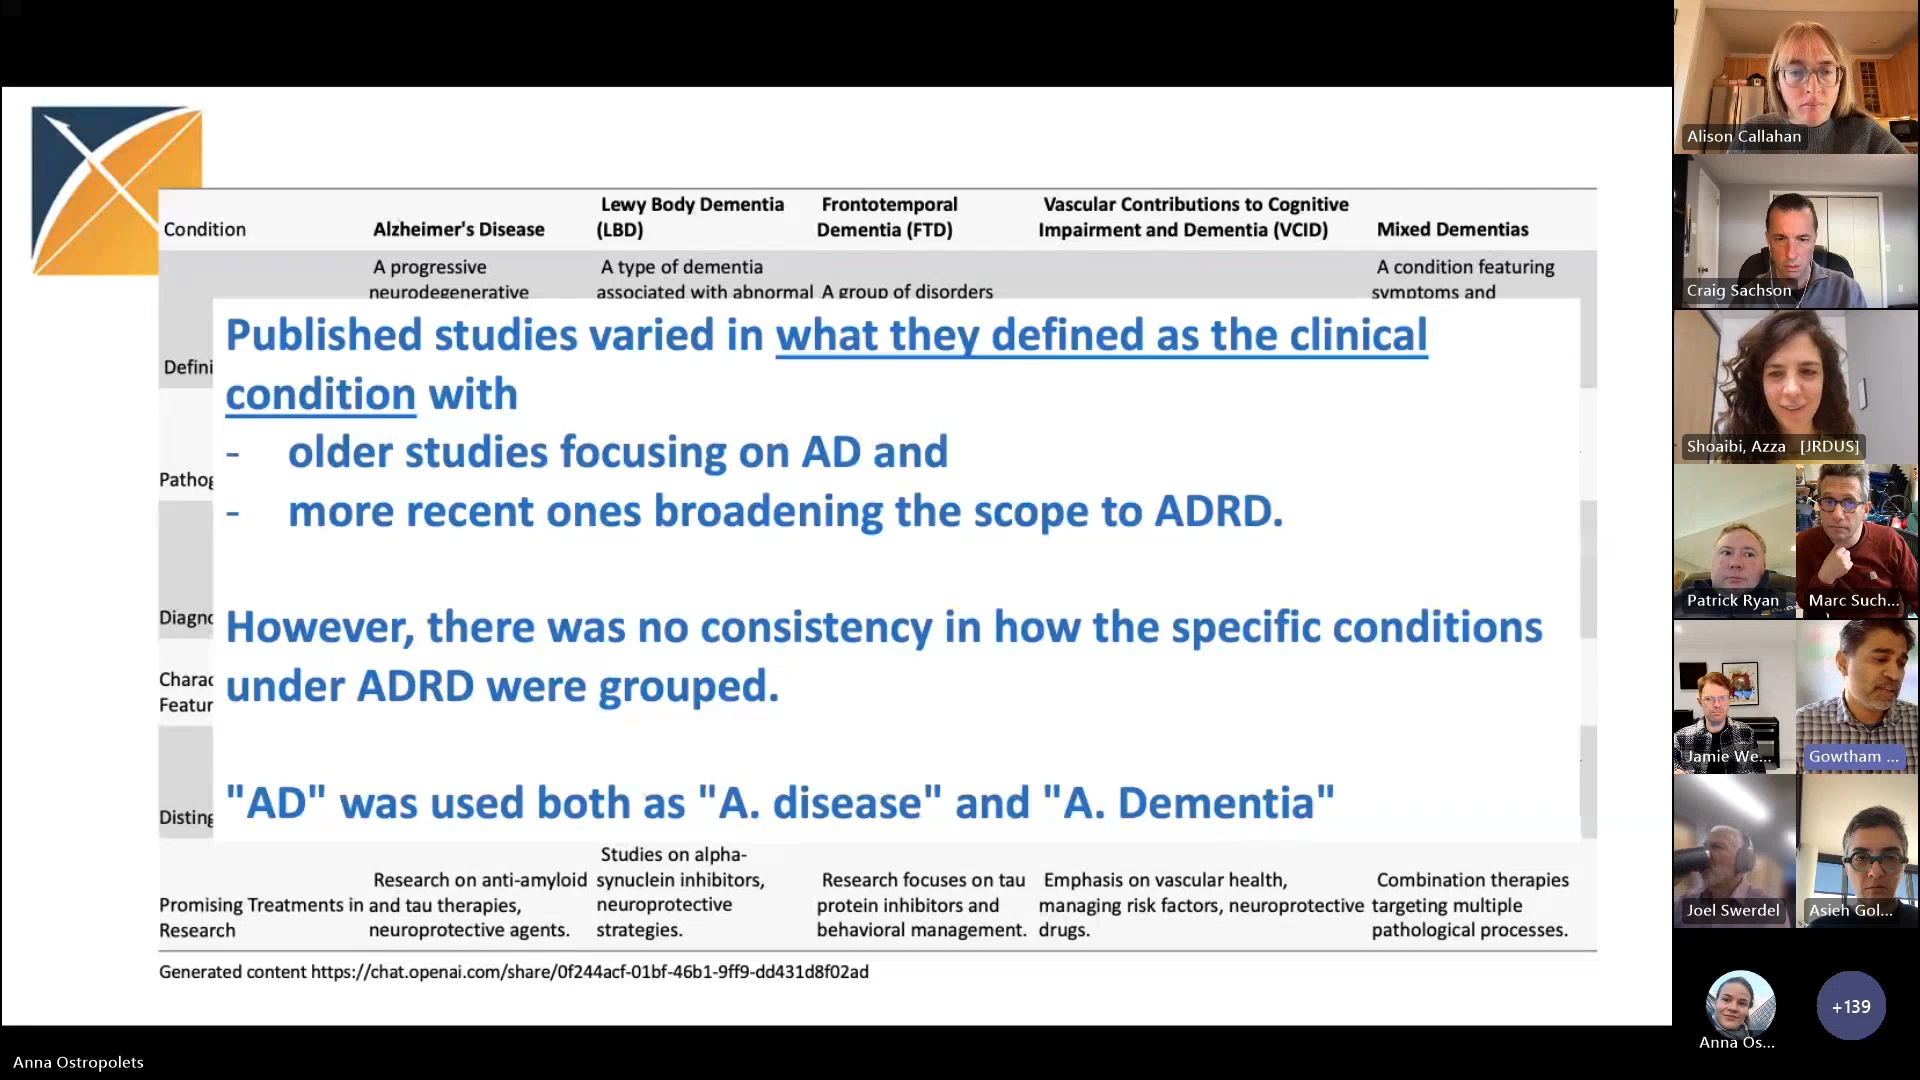 Condition
Alzheimer's Disease
Lewy Body Dementia
(LBD)
Frontotemporal
Dementia (FTD)
Vascular Contributions to Cognitive
Impairment and Dementia (VCID)
Mixed Dementias
A progressive
neurodegenerative
A type of dementia
associated with abnormal
A group of disorders
A condition featuring
symptoms and
Defini
Pathog
Diagno
Charac
Featur
Disting
Published studies varied in what they defined as the clinical
condition with
- older studies focusing on AD and
- more recent ones broadening the scope to ADRD.
However, there was no consistency in how the specific conditions
under ADRD were grouped.
"AD" was used both as "A. disease" and "A. Dementia"
Promising Treatments in
Research
Research on anti-amyloid
and tau therapies,
neuroprotective agents.
Studies on alpha-
synuclein inhibitors,
neuroprotective
strategies.
Research focuses on tau
protein inhibitors and
behavioral management.
Emphasis on vascular health,
managing risk factors, neuroprotective
drugs.
Combination therapies
targeting multiple
pathological processes.
Generated content https://chat.openai.com/share/0f244acf-01bf-46b1-9ff9-dd431d8f02ad
Alison Callahan
Craig Sachson
Shoaibi, Azza [JRDUS]
Patrick Ryan
Marc Such...
Jamie We...
Gowtham ...
Joel Swerdel
Asieh Gol...
Anna Os...
+139
Anna Ostropolets